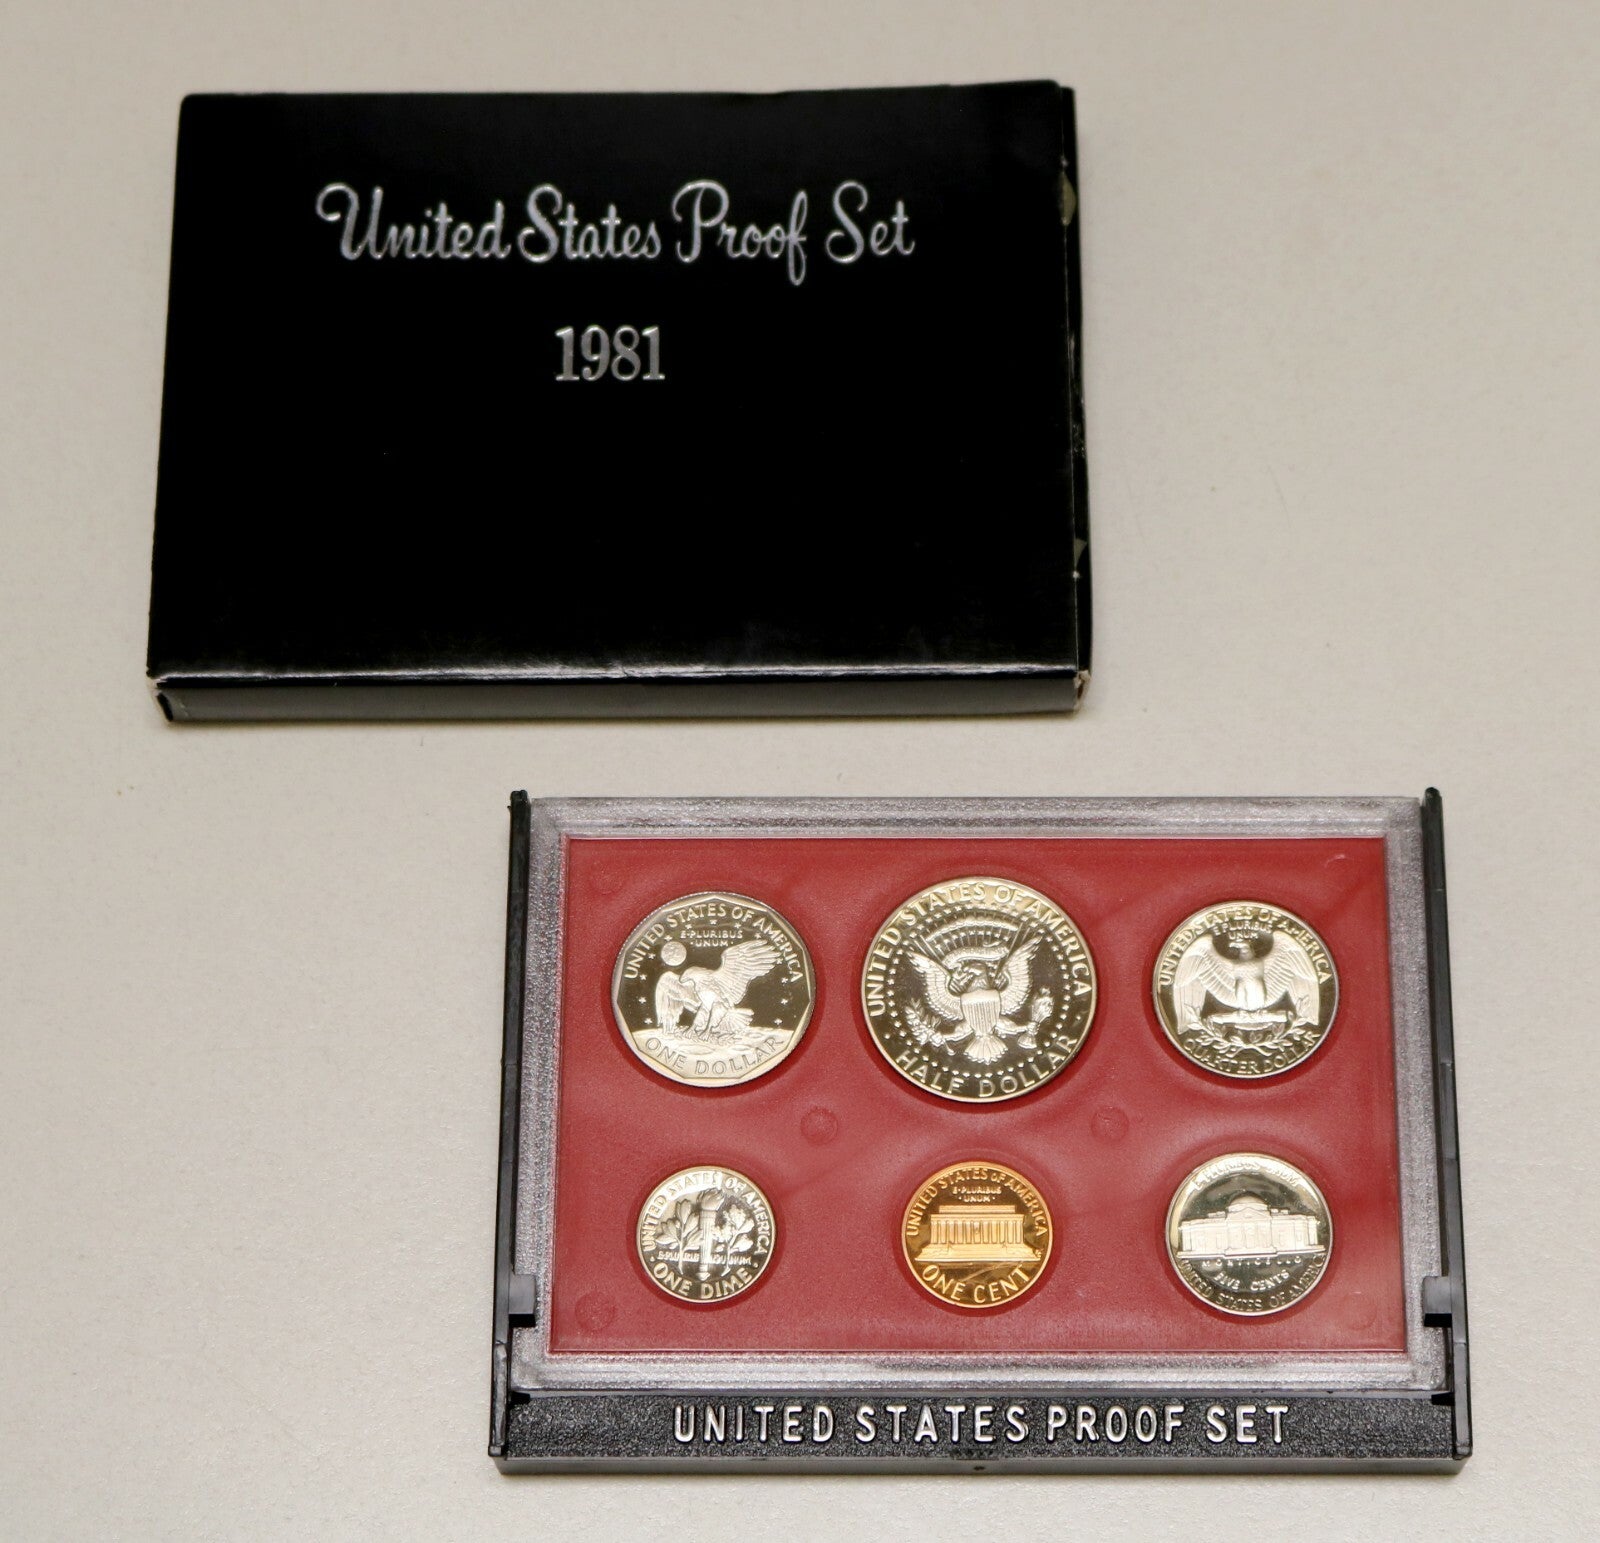 United States Proof Set
1981
UNITED STATES OF AMERICA
E·PLURIBUS
·UNUM·
ONE DOLLAR
UNITED STATES OF AMERICA
· HALF DOLLAR ·
UNITED STATES OF AMERICA
E PLURIBUS
UNUM
QUARTER DOLLAR
UNITED STATES OF AMERICA
E·PLURIBUS UNUM
· ONE DIME ·
UNITED STATES OF AMERICA
E·PLURIBUS
·UNUM·
ONE CENT
E PLURIBUS UNUM
MONTICELLO
FIVE CENTS
UNITED STATES OF AMERICA
UNITED STATES PROOF SET